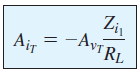 A_{i_T} = -A_{v_T} \frac{Z_{i_1}}{R_L}